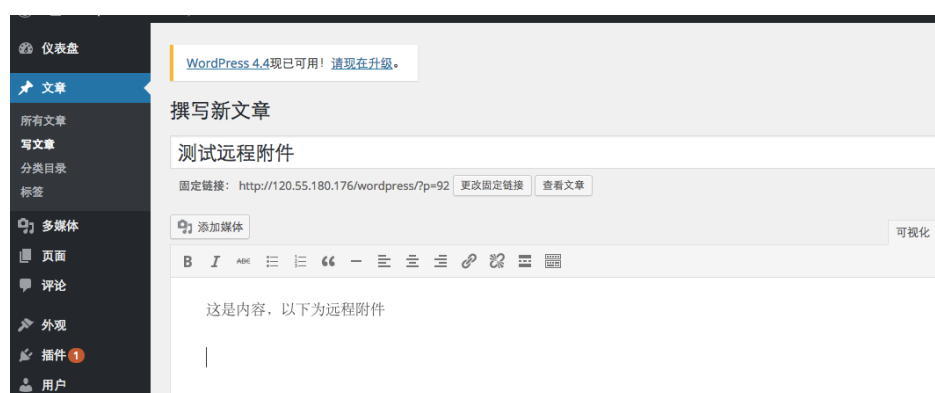 仪表盘
文章
所有文章
写文章
分类目录
标签
多媒体
页面
评论
外观
插件 1
用户
WordPress 4.4现已可用！请现在升级。
撰写新文章
测试远程附件
固定链接： http://120.55.180.176/wordpress/?p=92 更改固定链接 查看文章
添加媒体
可视化
B I ABC
这是内容，以下为远程附件